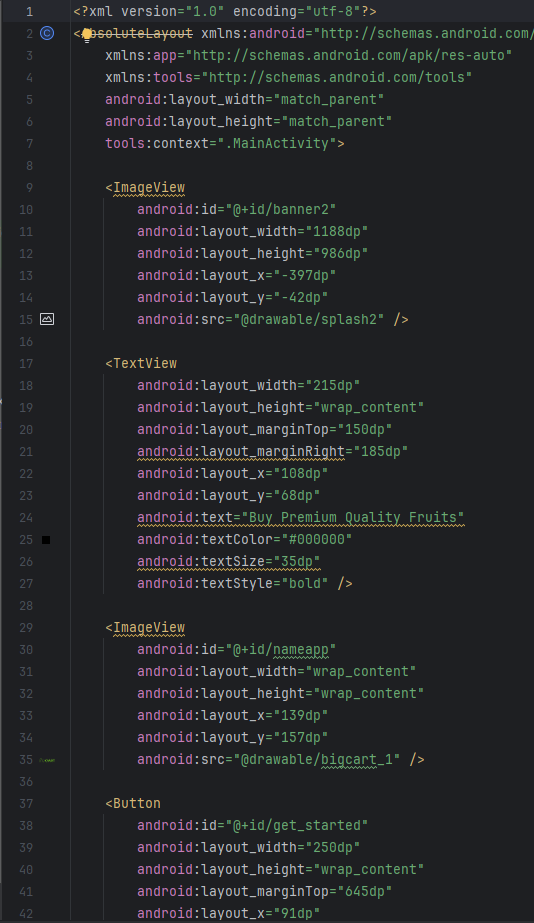 1 <?xml version="1.0" encoding="utf-8"?>
2 <AbsoluteLayout xmlns:android="http://schemas.android.com/
3 xmlns:app="http://schemas.android.com/apk/res-auto"
4 xmlns:tools="http://schemas.android.com/tools"
5 android:layout_width="match_parent"
6 android:layout_height="match_parent"
7 tools:context=".MainActivity">
8
9 <ImageView
10 android:id="@+id/banner2"
11 android:layout_width="1188dp"
12 android:layout_height="986dp"
13 android:layout_x="-397dp"
14 android:layout_y="-42dp"
15 android:src="@drawable/splash2" />
16
17 <TextView
18 android:layout_width="215dp"
19 android:layout_height="wrap_content"
20 android:layout_marginTop="150dp"
21 android:layout_marginRight="185dp"
22 android:layout_x="108dp"
23 android:layout_y="68dp"
24 android:text="Buy Premium Quality Fruits"
25 android:textColor="#000000"
26 android:textSize="35dp"
27 android:textStyle="bold" />
28
29 <ImageView
30 android:id="@+id/nameapp"
31 android:layout_width="wrap_content"
32 android:layout_height="wrap_content"
33 android:layout_x="139dp"
34 android:layout_y="157dp"
35 android:src="@drawable/bigcart_1" />
36
37 <Button
38 android:id="@+id/get_started"
39 android:layout_width="250dp"
40 android:layout_height="wrap_content"
41 android:layout_marginTop="645dp"
42 android:layout_x="91dp"